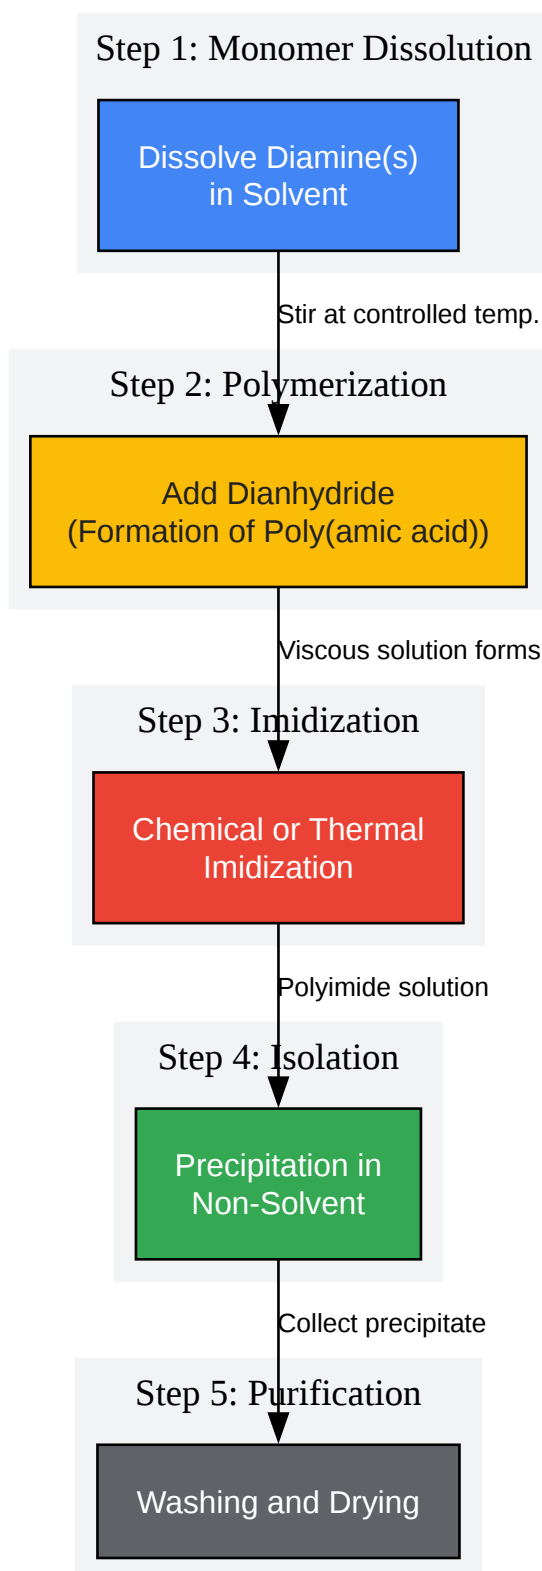 Step 1: Monomer Dissolution
Dissolve Diamine(s)
in Solvent
Stir at controlled temp.
Step 2: Polymerization
Add Dianhydride
(Formation of Poly(amic acid))
Viscous solution forms
Step 3: Imidization
Chemical or Thermal
Imidization
Polyimide solution
Step 4: Isolation
Precipitation in
Non-Solvent
Collect precipitate
Step 5: Purification
Washing and Drying